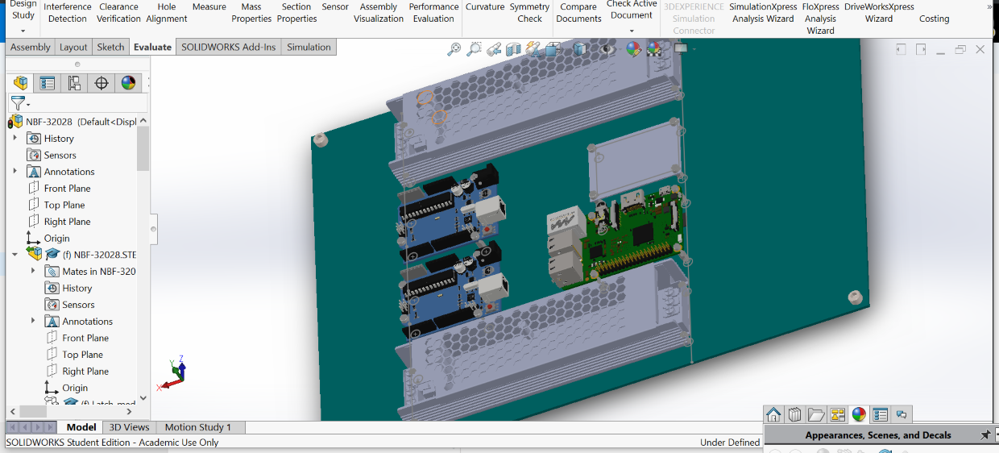 Design Study
Interference Detection
Clearance Verification
Hole Alignment
Measure
Mass Properties
Section Properties
Sensor
Assembly Visualization
Performance Evaluation
Curvature
Symmetry Check
Compare Documents
Check Active Document
3DEXPERIENCE Simulation Connector
SimulationXpress Analysis Wizard
FloXpress Analysis Wizard
DriveWorksXpress Wizard
Costing
Assembly Layout Sketch Evaluate SOLIDWORKS Add-Ins Simulation
NBF-32028 (Default<Displ
History
Sensors
Annotations
Front Plane
Top Plane
Right Plane
Origin
(f) NBF-32028.STE
Mates in NBF-320
History
Sensors
Annotations
Front Plane
Top Plane
Right Plane
Origin
Y Z
X
Model 3D Views Motion Study 1
SOLIDWORKS Student Edition - Academic Use Only
Under Defined
Appearances, Scenes, and Decals